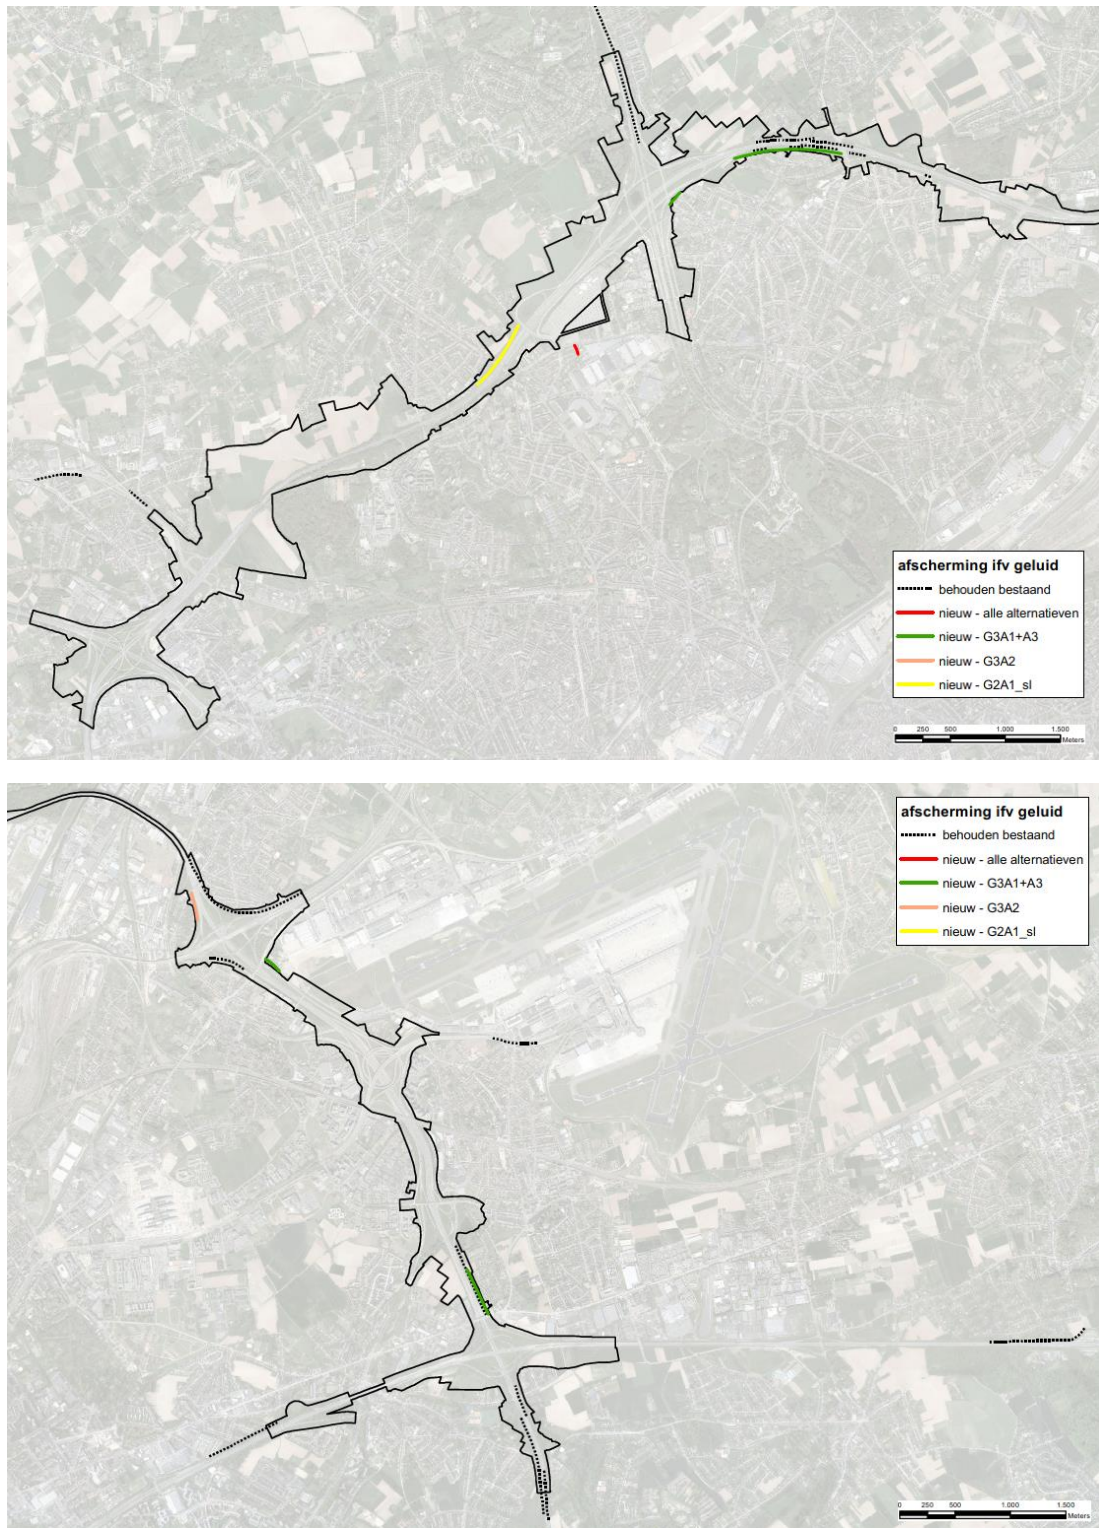 afscherming ifv geluid
behouden bestaand
nieuw - alle alternatieven
nieuw - G3A1+A3
nieuw - G3A2
nieuw - G2A1_sl
0 250 500 1.000 1.500
Meters
afscherming ifv geluid
behouden bestaand
nieuw - alle alternatieven
nieuw - G3A1+A3
nieuw - G3A2
nieuw - G2A1_sl
0 250 500 1.000 1.500
Meters